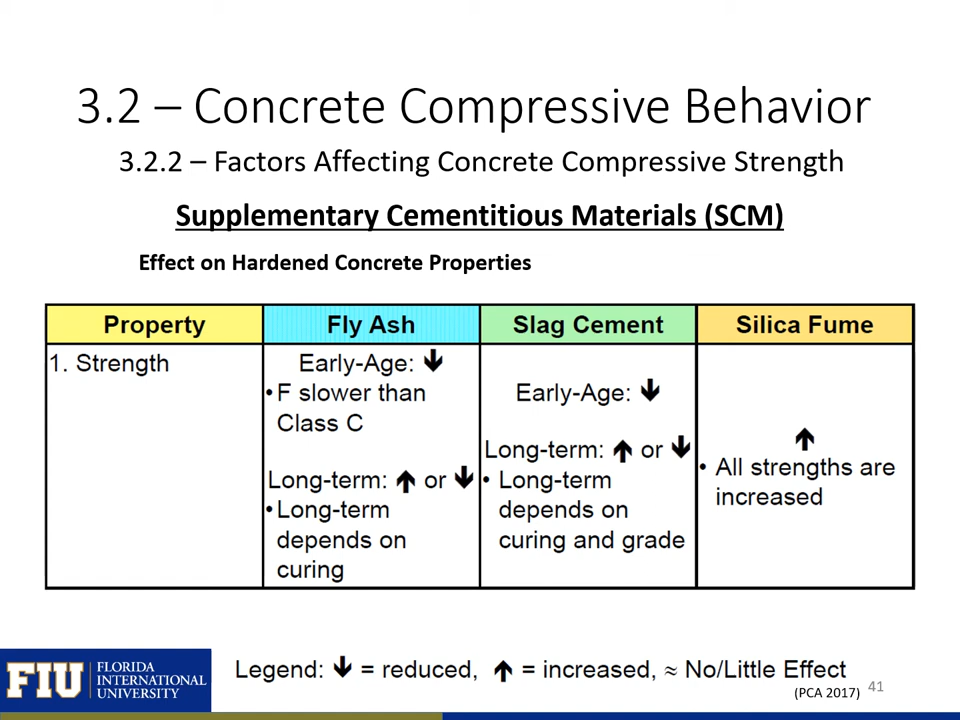 3.2 – Concrete Compressive Behavior
3.2.2 – Factors Affecting Concrete Compressive Strength
Supplementary Cementitious Materials (SCM)
Effect on Hardened Concrete Properties
Property
Fly Ash
Slag Cement
Silica Fume
1. Strength
Early-Age: 🡇
•F slower than
Class C
Long-term: 🡅 or 🡇
•Long-term
depends on
curing
Early-Age: 🡇
Long-term: 🡅 or 🡇
• Long-term
depends on
curing and grade
🡅
• All strengths are
increased
Legend: 🡇 = reduced, 🡅 = increased, ≈ No/Little Effect
(PCA 2017)
41
FIU
FLORIDA
INTERNATIONAL
UNIVERSITY